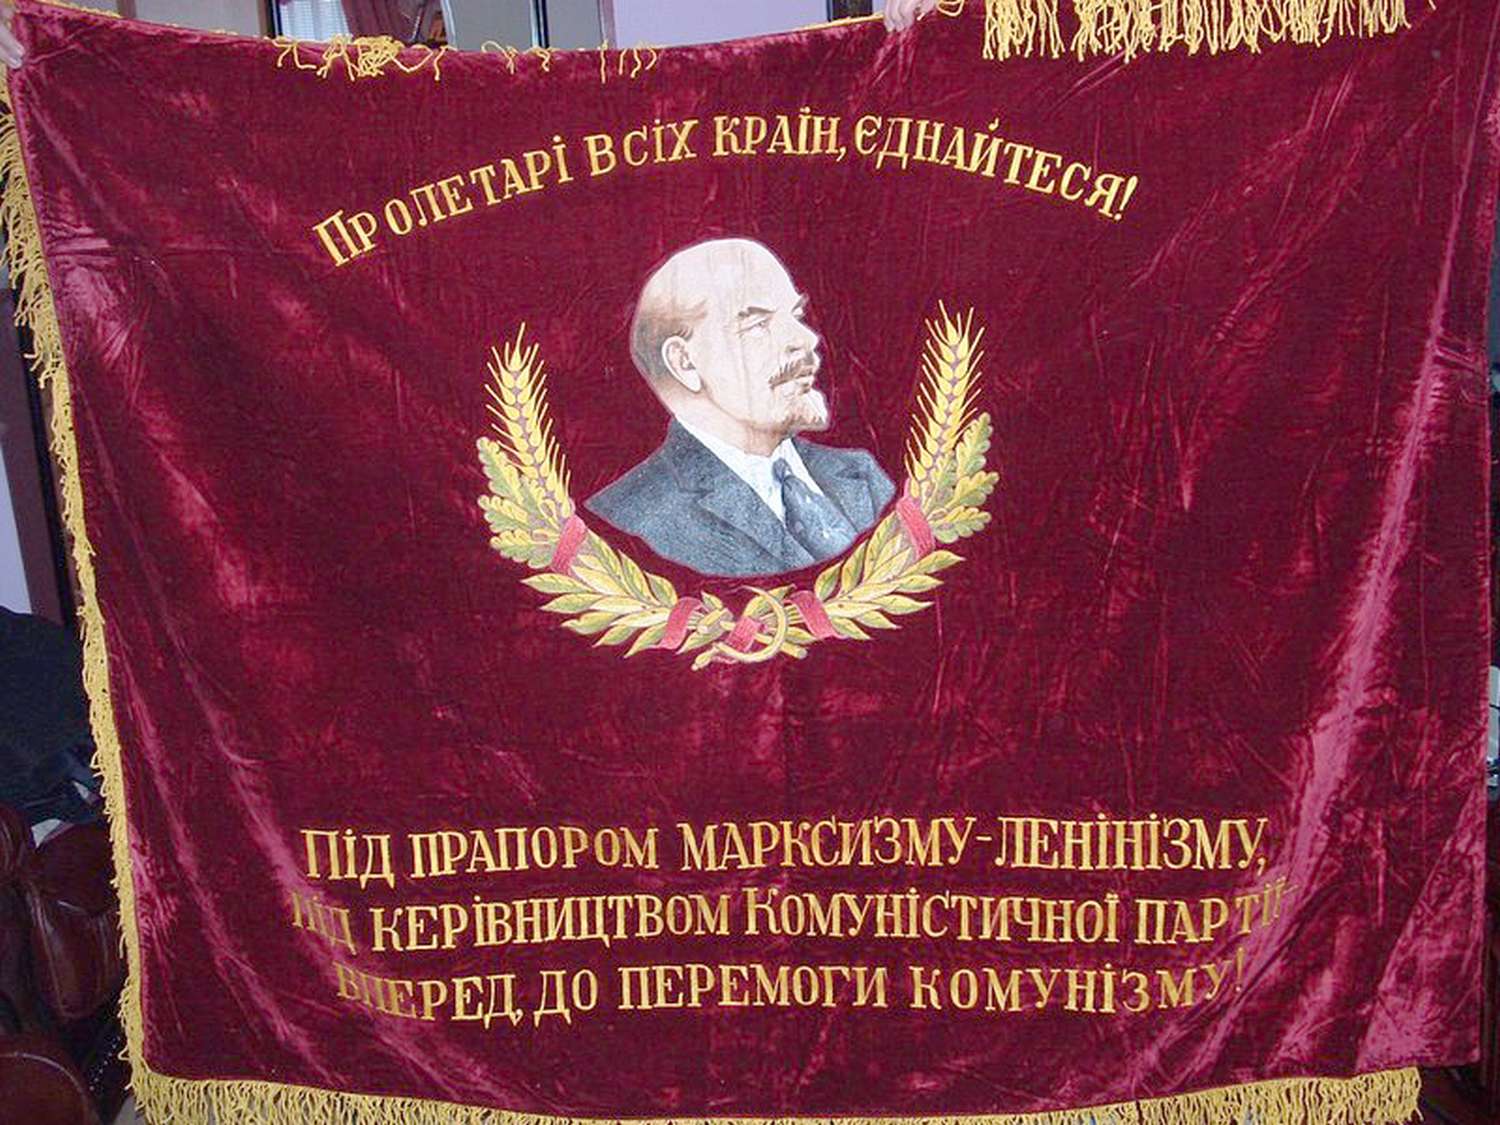 Пролетарі всіх країн, єднайтеся!
Під прапором марксизму-ленінізму,
під керівництвом Комуністичної партії-
вперед, до перемоги комунізму!